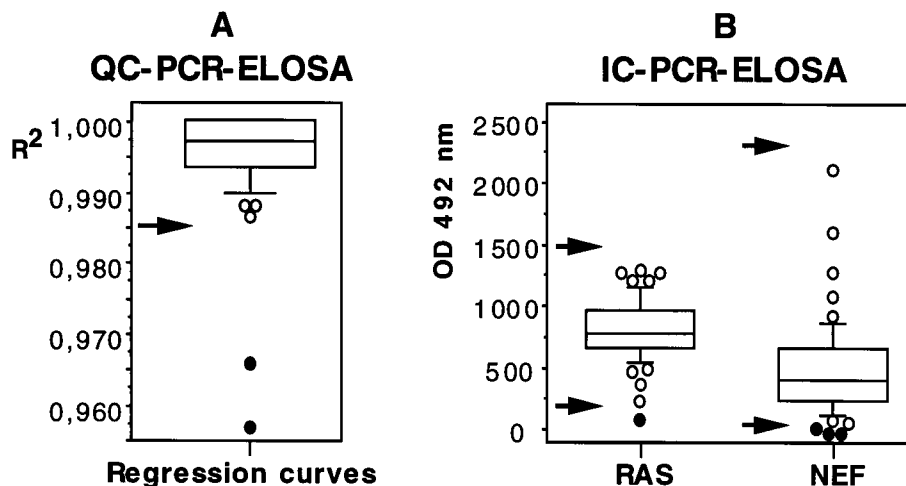 A
QC-PCR-ELOSA
R²
1,000
0,990
0,980
0,970
0,960
Regression curves
B
IC-PCR-ELOSA
OD 492 nm
2500
2000
1500
1000
500
0
RAS
NEF